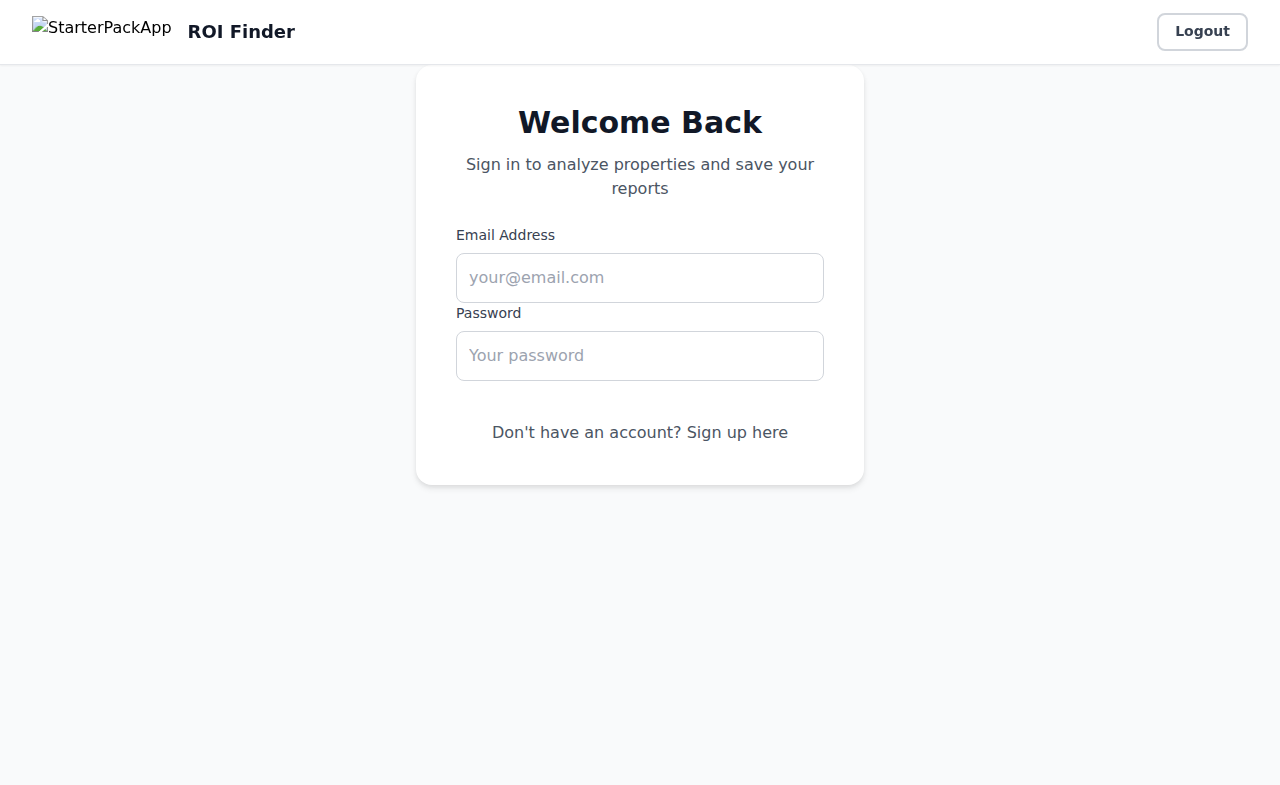 StarterPackApp
ROI Finder
Logout
Welcome Back
Sign in to analyze properties and save your
reports
Email Address
your@email.com
Password
Your password
Don't have an account? Sign up here